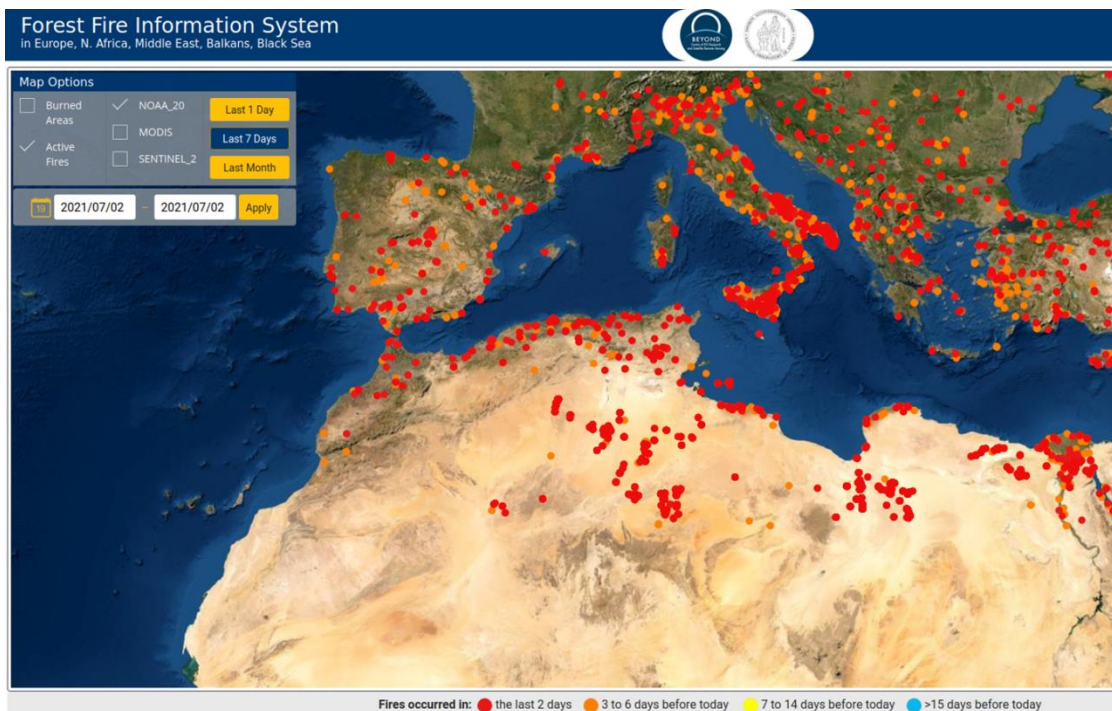 Forest Fire Information System
in Europe, N. Africa, Middle East, Balkans, Black Sea
BEYOND
Map Options
Burned Areas
Active Fires
NOAA_20
MODIS
SENTINEL_2
Last 1 Day
Last 7 Days
Last Month
19 2021/07/02 – 2021/07/02 Apply
Fires occurred in: the last 2 days 3 to 6 days before today 7 to 14 days before today >15 days before today